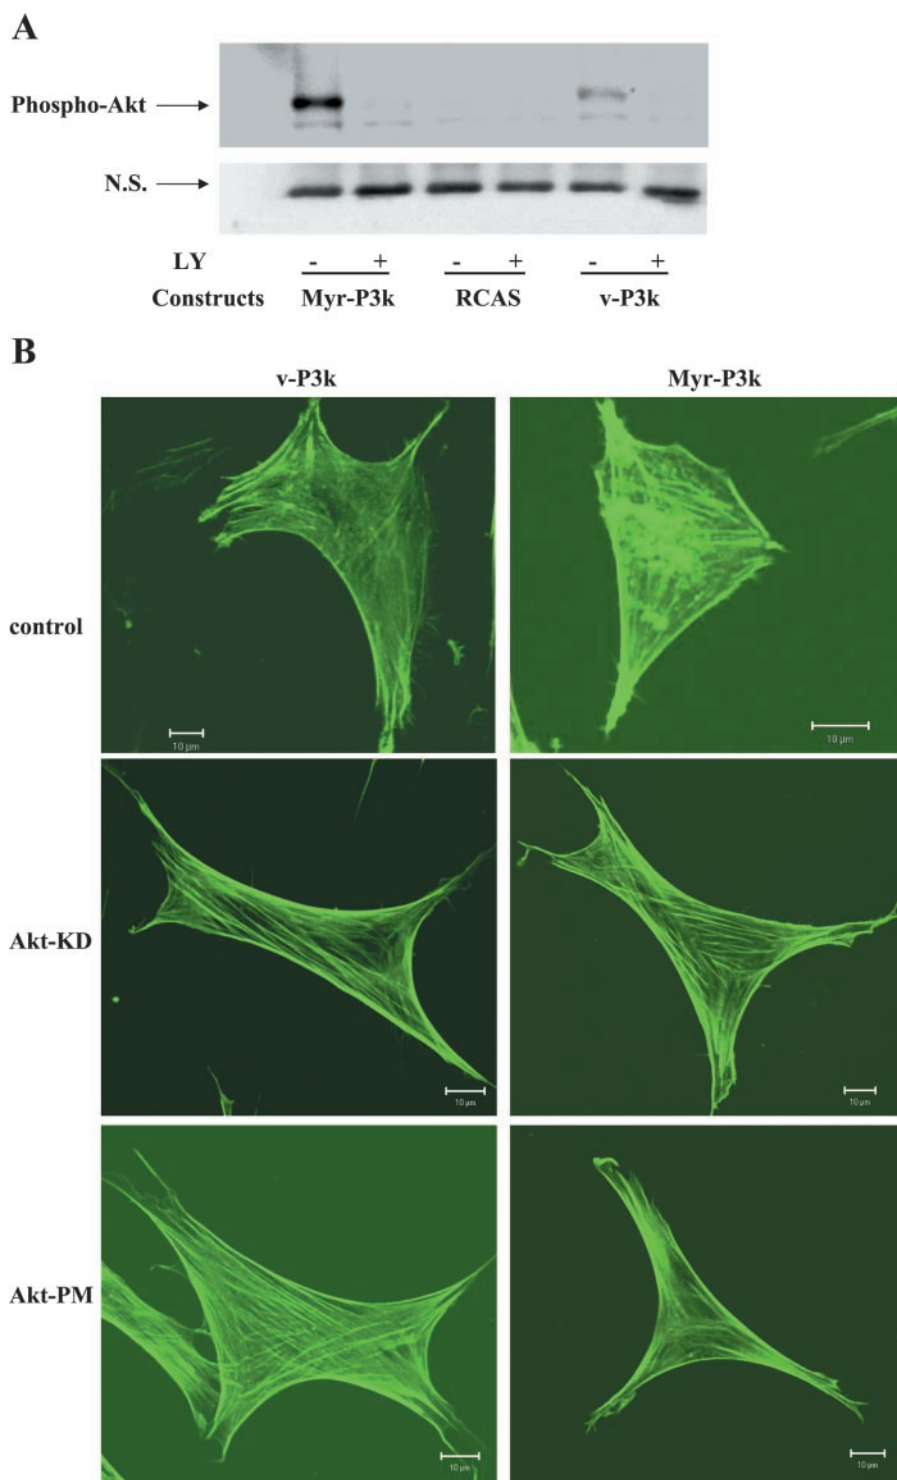 A
Phospho-Akt
N.S.
LY - + - + - +
Constructs Myr-P3k RCAS v-P3k
B
v-P3k Myr-P3k
control
10 µm
10 µm
Akt-KD
10 µm
10 µm
Akt-PM
10 µm
10 µm